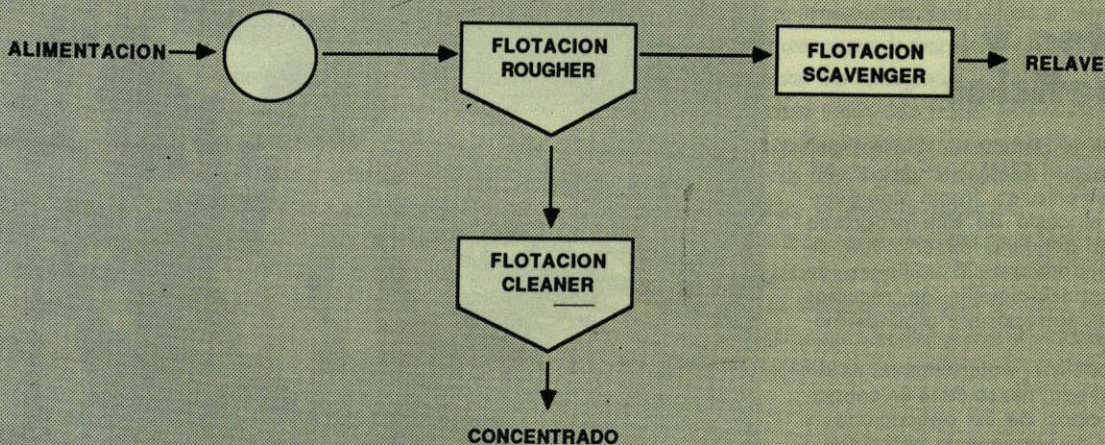 ALIMENTACION
FLOTACION
ROUGHER
FLOTACION
SCAVENGER
RELAVE
FLOTACION
CLEANER
CONCENTRADO